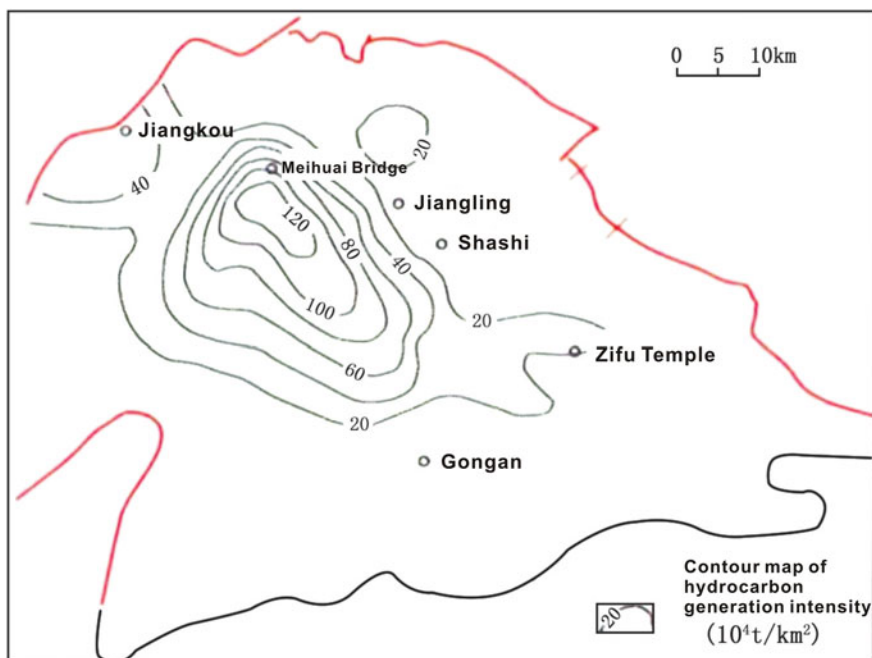 0 5 10km
Jiangkou
20
40
Meihuai Bridge
120
Jiangling
80
Shashi
40
100
20
60
Zifu Temple
20
Gongan
20
Contour map of
hydrocarbon
generation intensity
(10⁴t/km²)